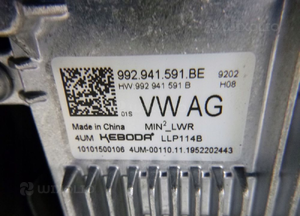 992.941.591.BE 9202
HW:992 941 591 B H08
01S VW AG
Made in China MIN²_LWR
4UM KEBODA LLP114B
10101500106 4UM-00110.11.1952202443